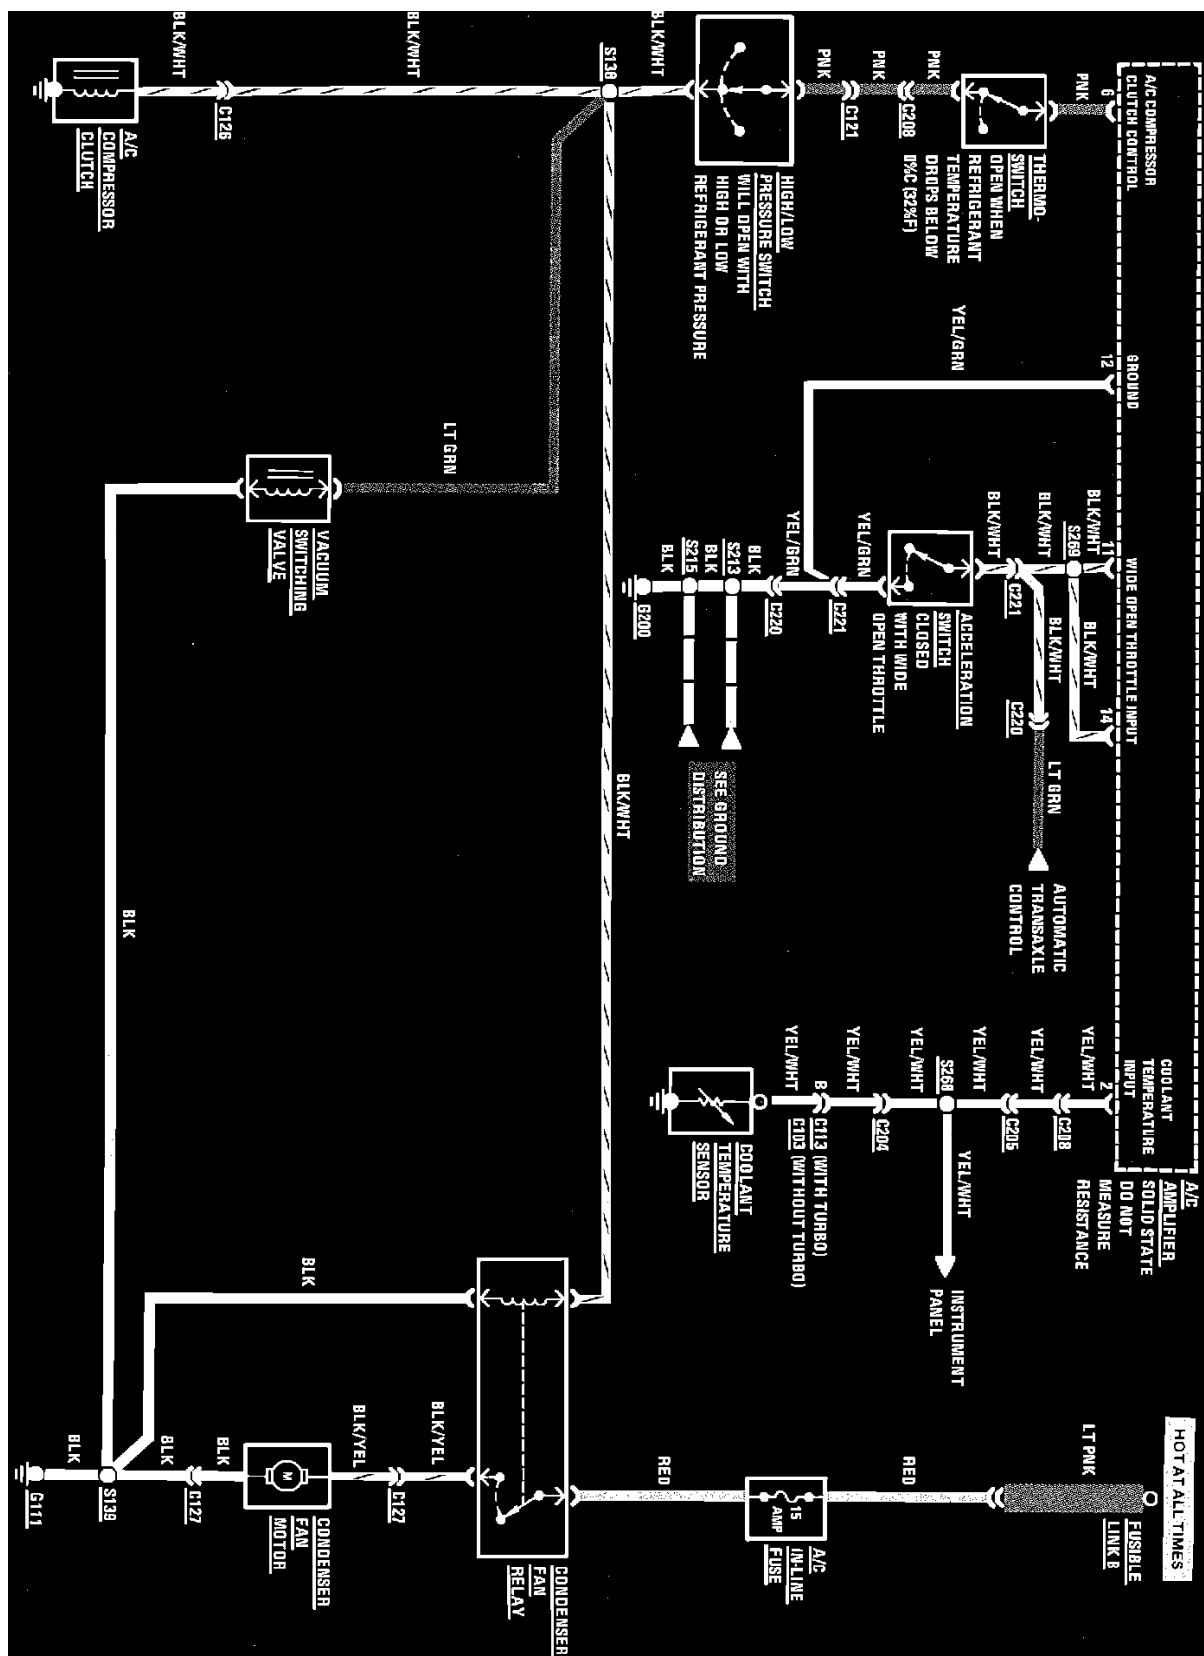 HOT AT ALL TIMES
A/C COMPRESSOR
CLUTCH CONTROL
GROUND
WIDE OPEN THROTTLE INPUT
COOLANT
TEMPERATURE
INPUT
A/C
AMPLIFIER
SOLID STATE
DO NOT
MEASURE
RESISTANCE
FUSIBLE
LINK B
6
12
11
14
2
PNK
BLK/WHT
S269
BLK/WHT
BLK/WHT
YEL/WHT
C208
LT PNK
THERMO-
SWITCH
OPEN WHEN
REFRIGERANT
TEMPERATURE
DROPS BELOW
0%C (32%F)
BLK/WHT
C221
BLK/WHT
C220
LT GRN
AUTOMATIC
TRANSAXLE
CONTROL
YEL/WHT
C205
YEL/WHT
S268
YEL/WHT
INSTRUMENT
PANEL
PNK
C208
YEL/GRN
ACCELERATION
SWITCH
CLOSED
WITH WIDE
OPEN THROTTLE
YEL/WHT
RED
PNK
C121
PNK
YEL/GRN
C221
YEL/WHT
C204
B
C113 (WITH TURBO)
C103 (WITHOUT TURBO)
YEL/WHT
15
AMP
A/C
IN-LINE
FUSE
HIGH/LOW
PRESSURE SWITCH
WILL OPEN WITH
HIGH OR LOW
REFRIGERANT PRESSURE
YEL/GRN
C220
BLK
S213
BLK
S215
BLK
G200
SEE GROUND
DISTRIBUTION
COOLANT
TEMPERATURE
SENSOR
RED
BLK/WHT
S138
BLK/WHT
CONDENSER
FAN
RELAY
BLK/WHT
LT GRN
BLK/YEL
C127
BLK/YEL
VACUUM
SWITCHING
VALVE
BLK
CONDENSER
FAN
MOTOR
M
C126
BLK/WHT
BLK
C127
BLK
A/C
COMPRESSOR
CLUTCH
BLK
S139
BLK
G111